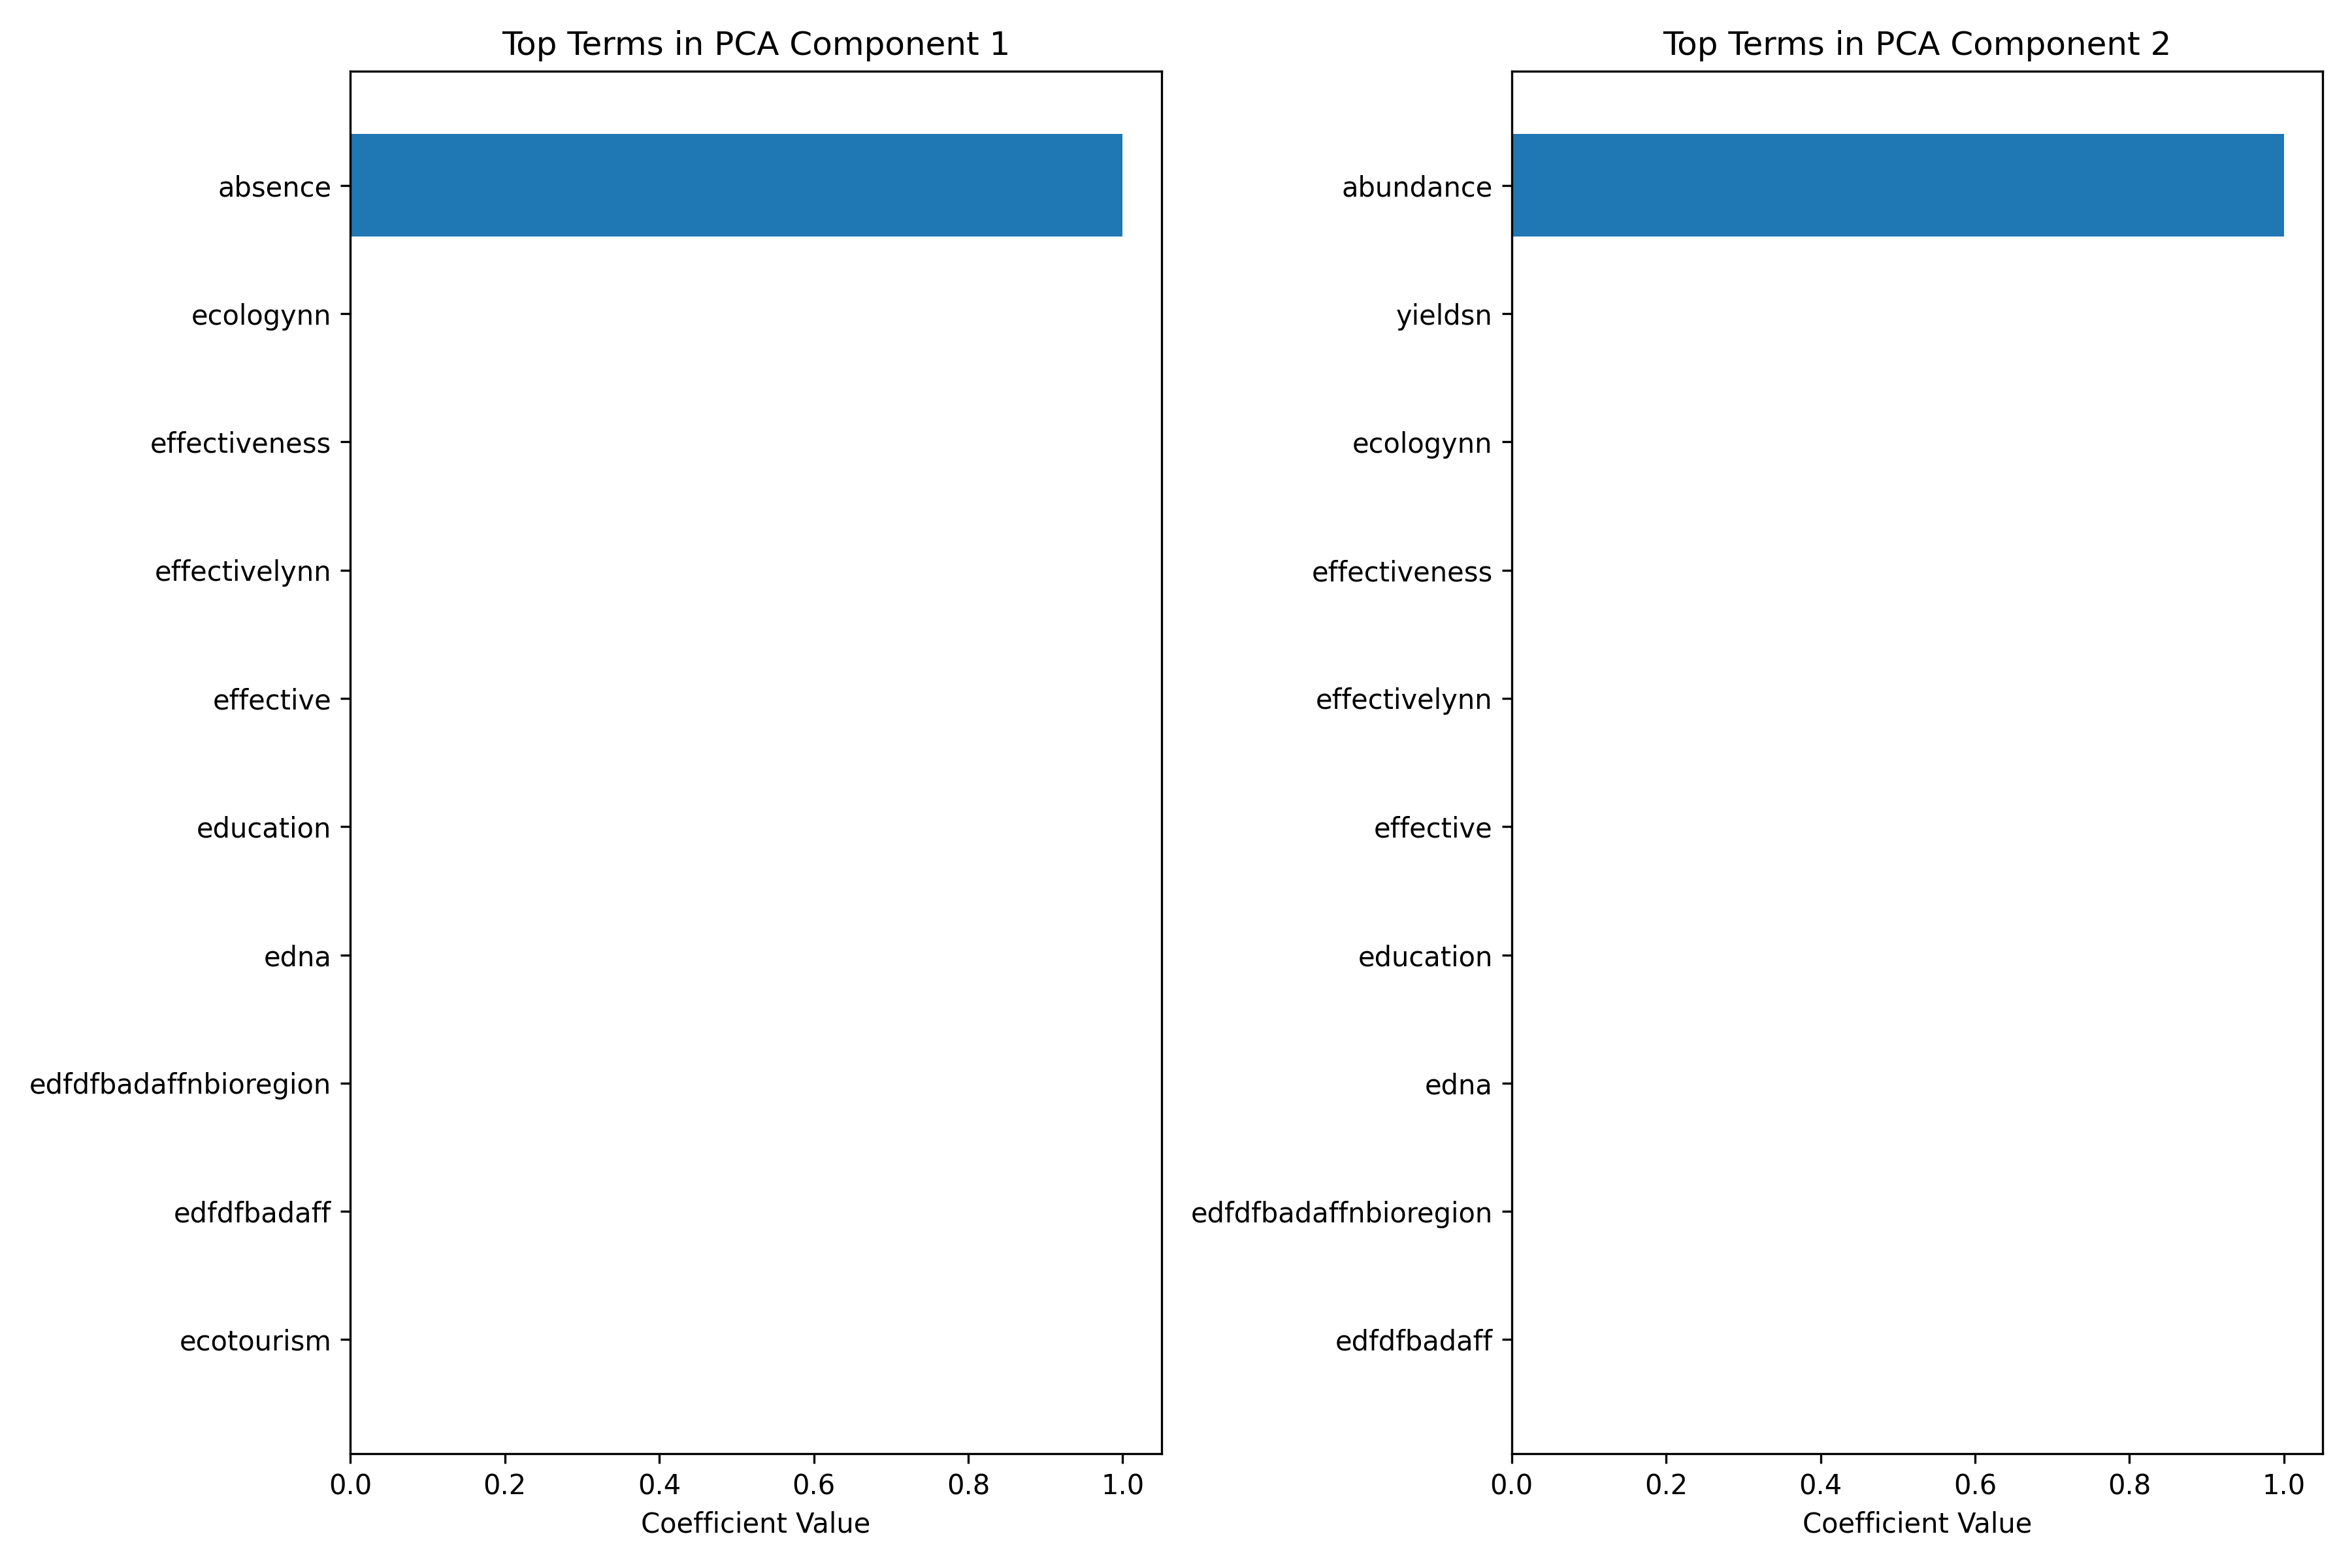 Top Terms in PCA Component 1
absence
ecologynn
effectiveness
effectivelynn
effective
education
edna
edfdfbadaffnbioregion
edfdfbadaff
ecotourism
0.0 0.2 0.4 0.6 0.8 1.0
Coefficient Value
Top Terms in PCA Component 2
abundance
yieldsn
ecologynn
effectiveness
effectivelynn
effective
education
edna
edfdfbadaffnbioregion
edfdfbadaff
0.0 0.2 0.4 0.6 0.8 1.0
Coefficient Value